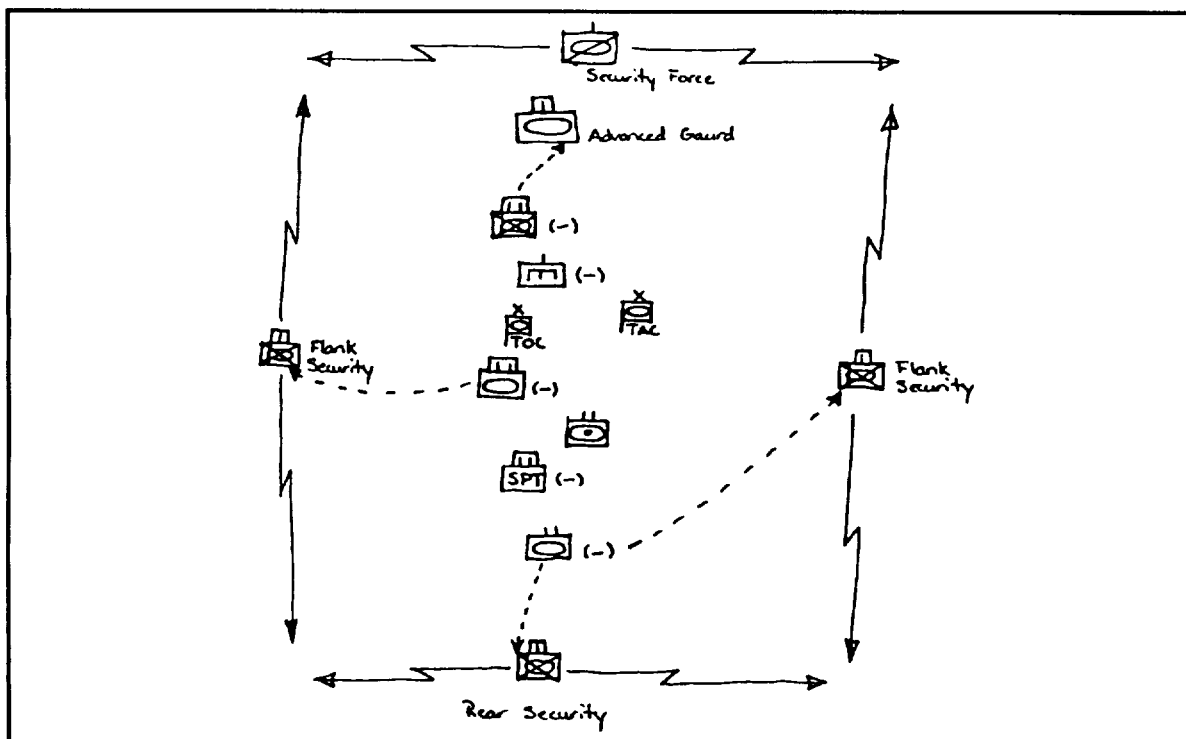 Security Force
Advanced Gaurd
(-)
(-)
X
TOC
X
TAC
Flank
Security
(-)
Flank
Security
SPT (-)
(-)
Rear Security